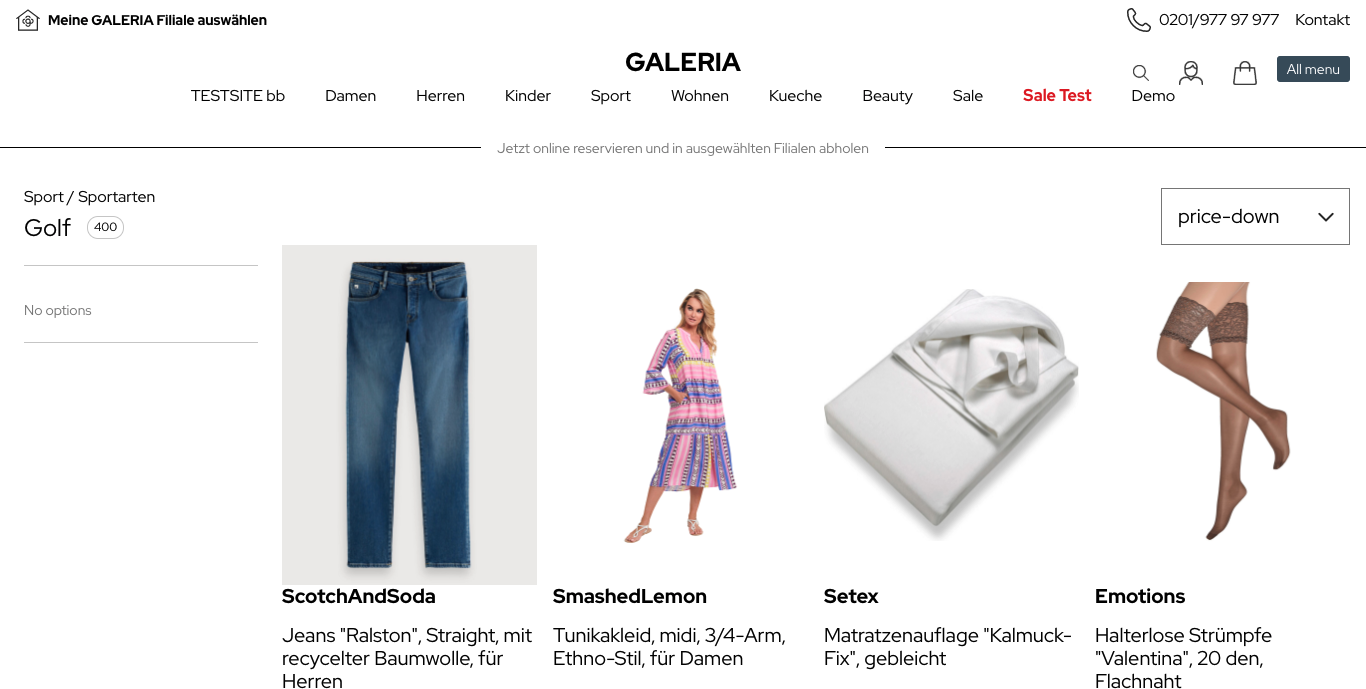 Meine GALERIA Filiale auswählen
0201/977 97 977 Kontakt
GALERIA
All menu
TESTSITE bb Damen Herren Kinder Sport Wohnen Kueche Beauty Sale Sale Test Demo
Jetzt online reservieren und in ausgewählten Filialen abholen
Sport / Sportarten
Golf 400
price-down
No options
ScotchAndSoda
Jeans "Ralston", Straight, mit
recycelter Baumwolle, für
Herren
SmashedLemon
Tunikakleid, midi, 3/4-Arm,
Ethno-Stil, für Damen
Setex
Matratzenauflage "Kalmuck-
Fix", gebleicht
Emotions
Halterlose Strümpfe
"Valentina", 20 den,
Flachnaht